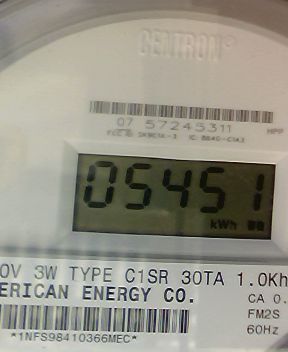 CENTRON®
07 57245311
HPP
05451
kWh
0V 3W TYPE C1SR 30TA 1.0Kh
ERICAN ENERGY CO.
CA 0.
FM2S
60Hz
*1NFS98410366MEC*